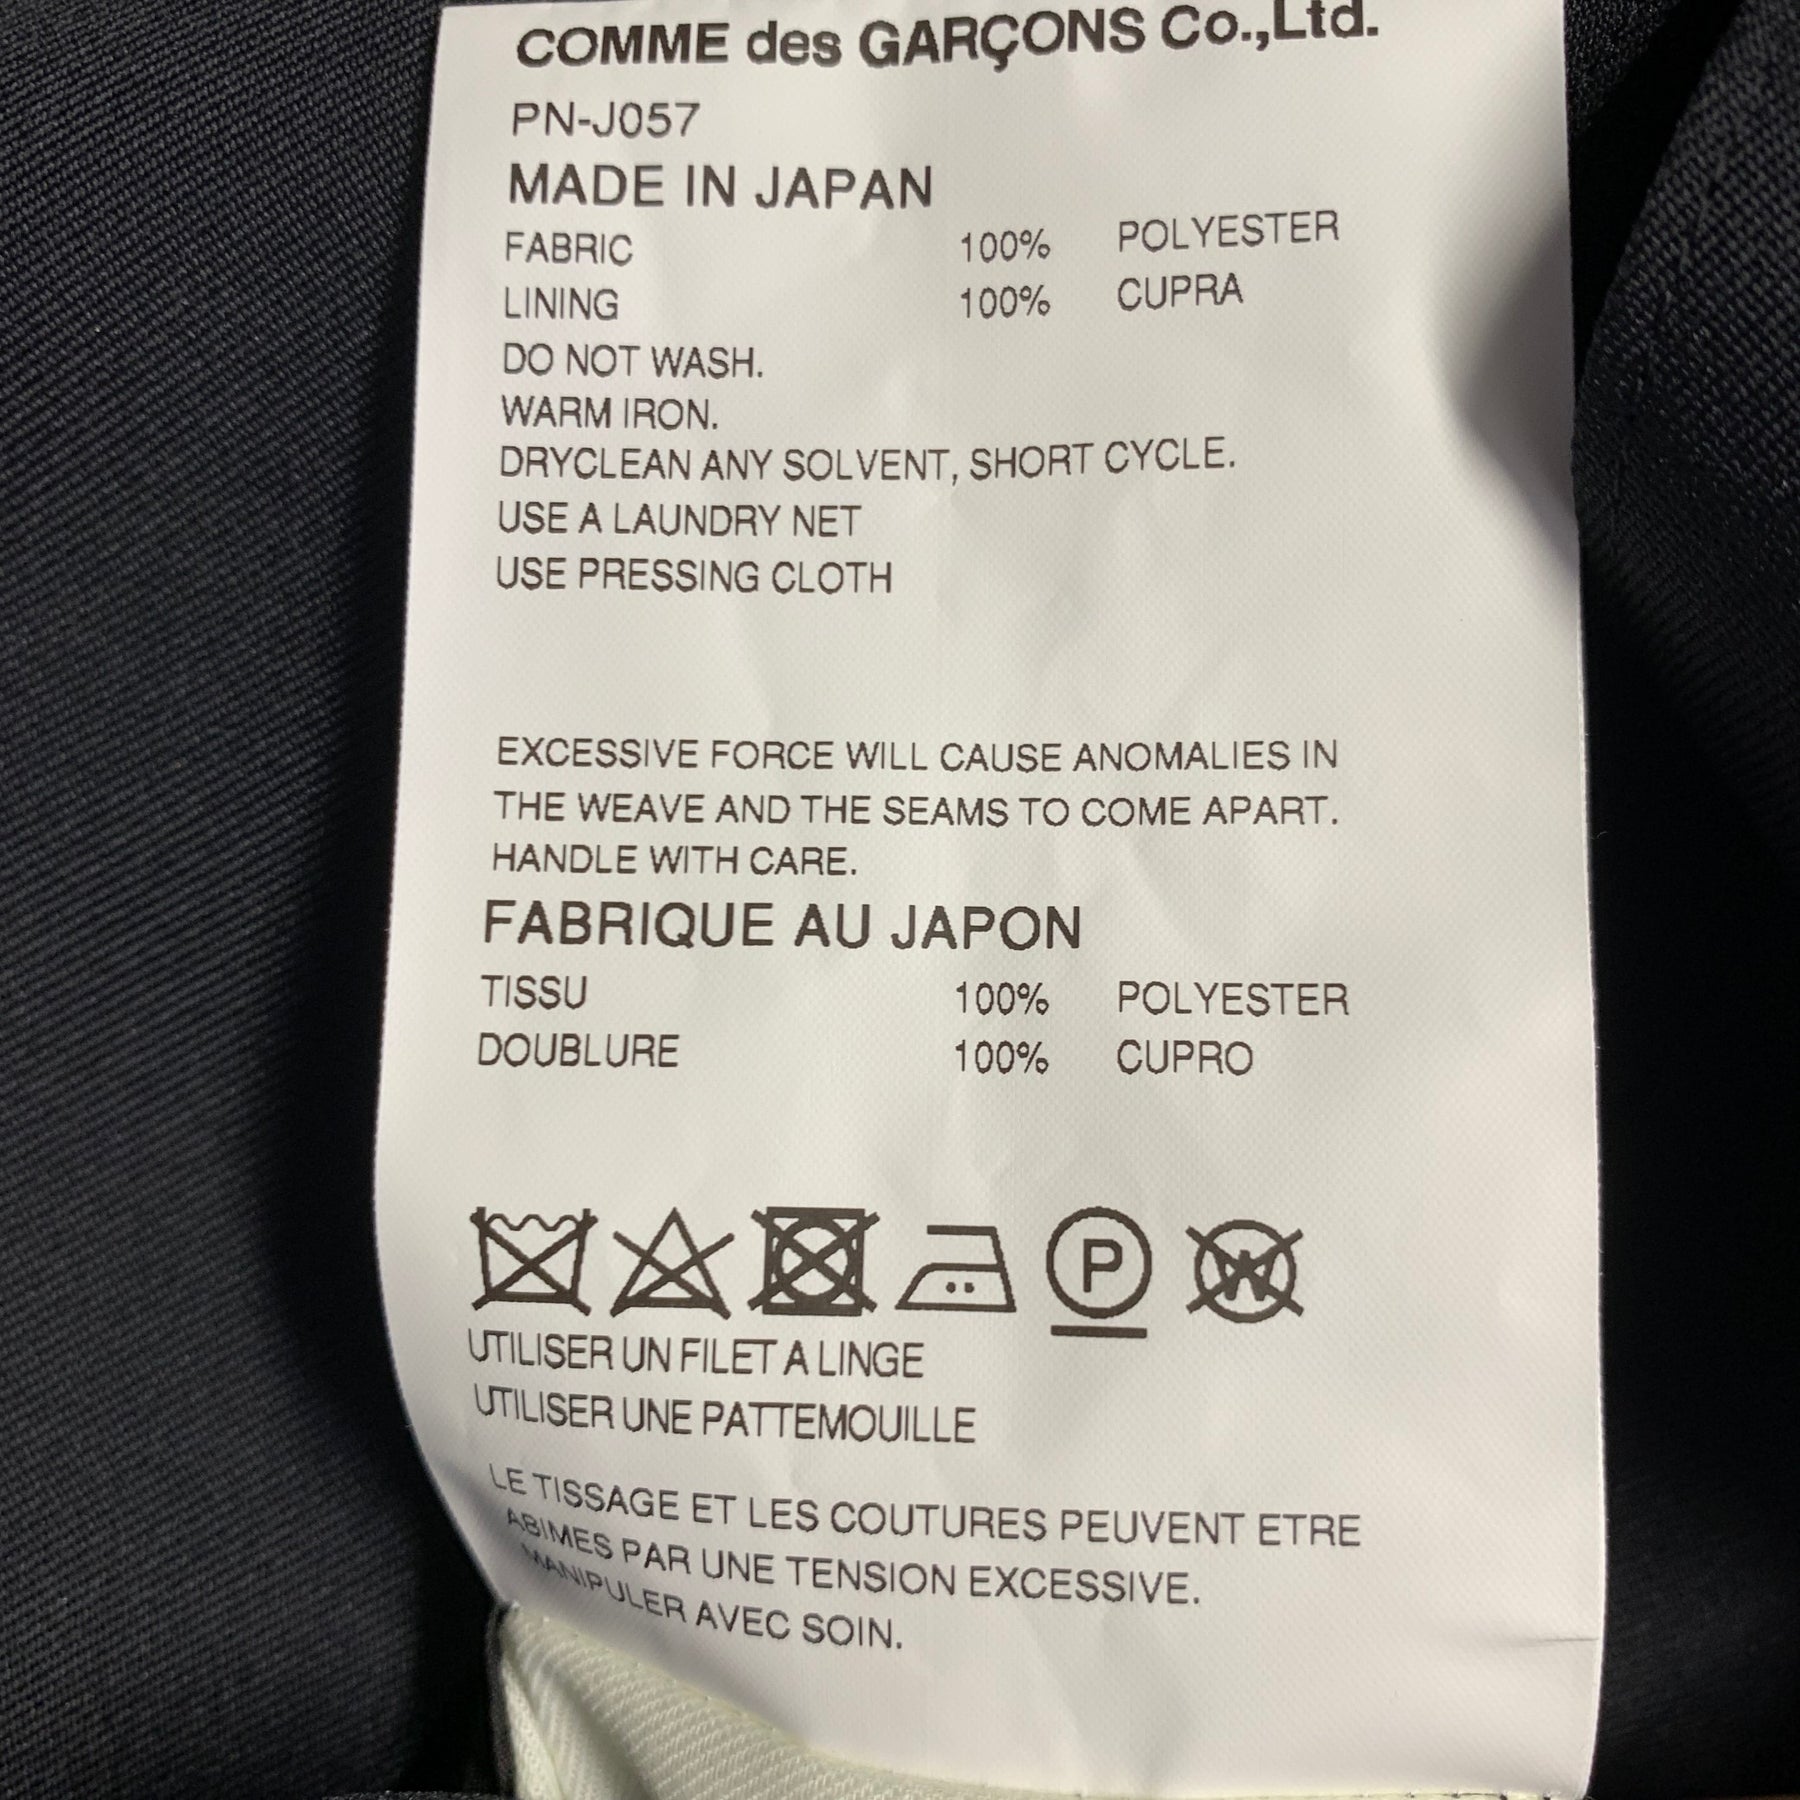 COMME des GARÇONS Co.,Ltd.
PN-J057
MADE IN JAPAN
FABRIC 100% POLYESTER
LINING 100% CUPRA
DO NOT WASH.
WARM IRON.
DRYCLEAN ANY SOLVENT, SHORT CYCLE.
USE A LAUNDRY NET
USE PRESSING CLOTH
EXCESSIVE FORCE WILL CAUSE ANOMALIES IN
THE WEAVE AND THE SEAMS TO COME APART.
HANDLE WITH CARE.
FABRIQUE AU JAPON
TISSU 100% POLYESTER
DOUBLURE 100% CUPRO
P W
UTILISER UN FILET A LINGE
UTILISER UNE PATTEMOUILLE
LE TISSAGE ET LES COUTURES PEUVENT ETRE
ABIMES PAR UNE TENSION EXCESSIVE.
MANIPULER AVEC SOIN.